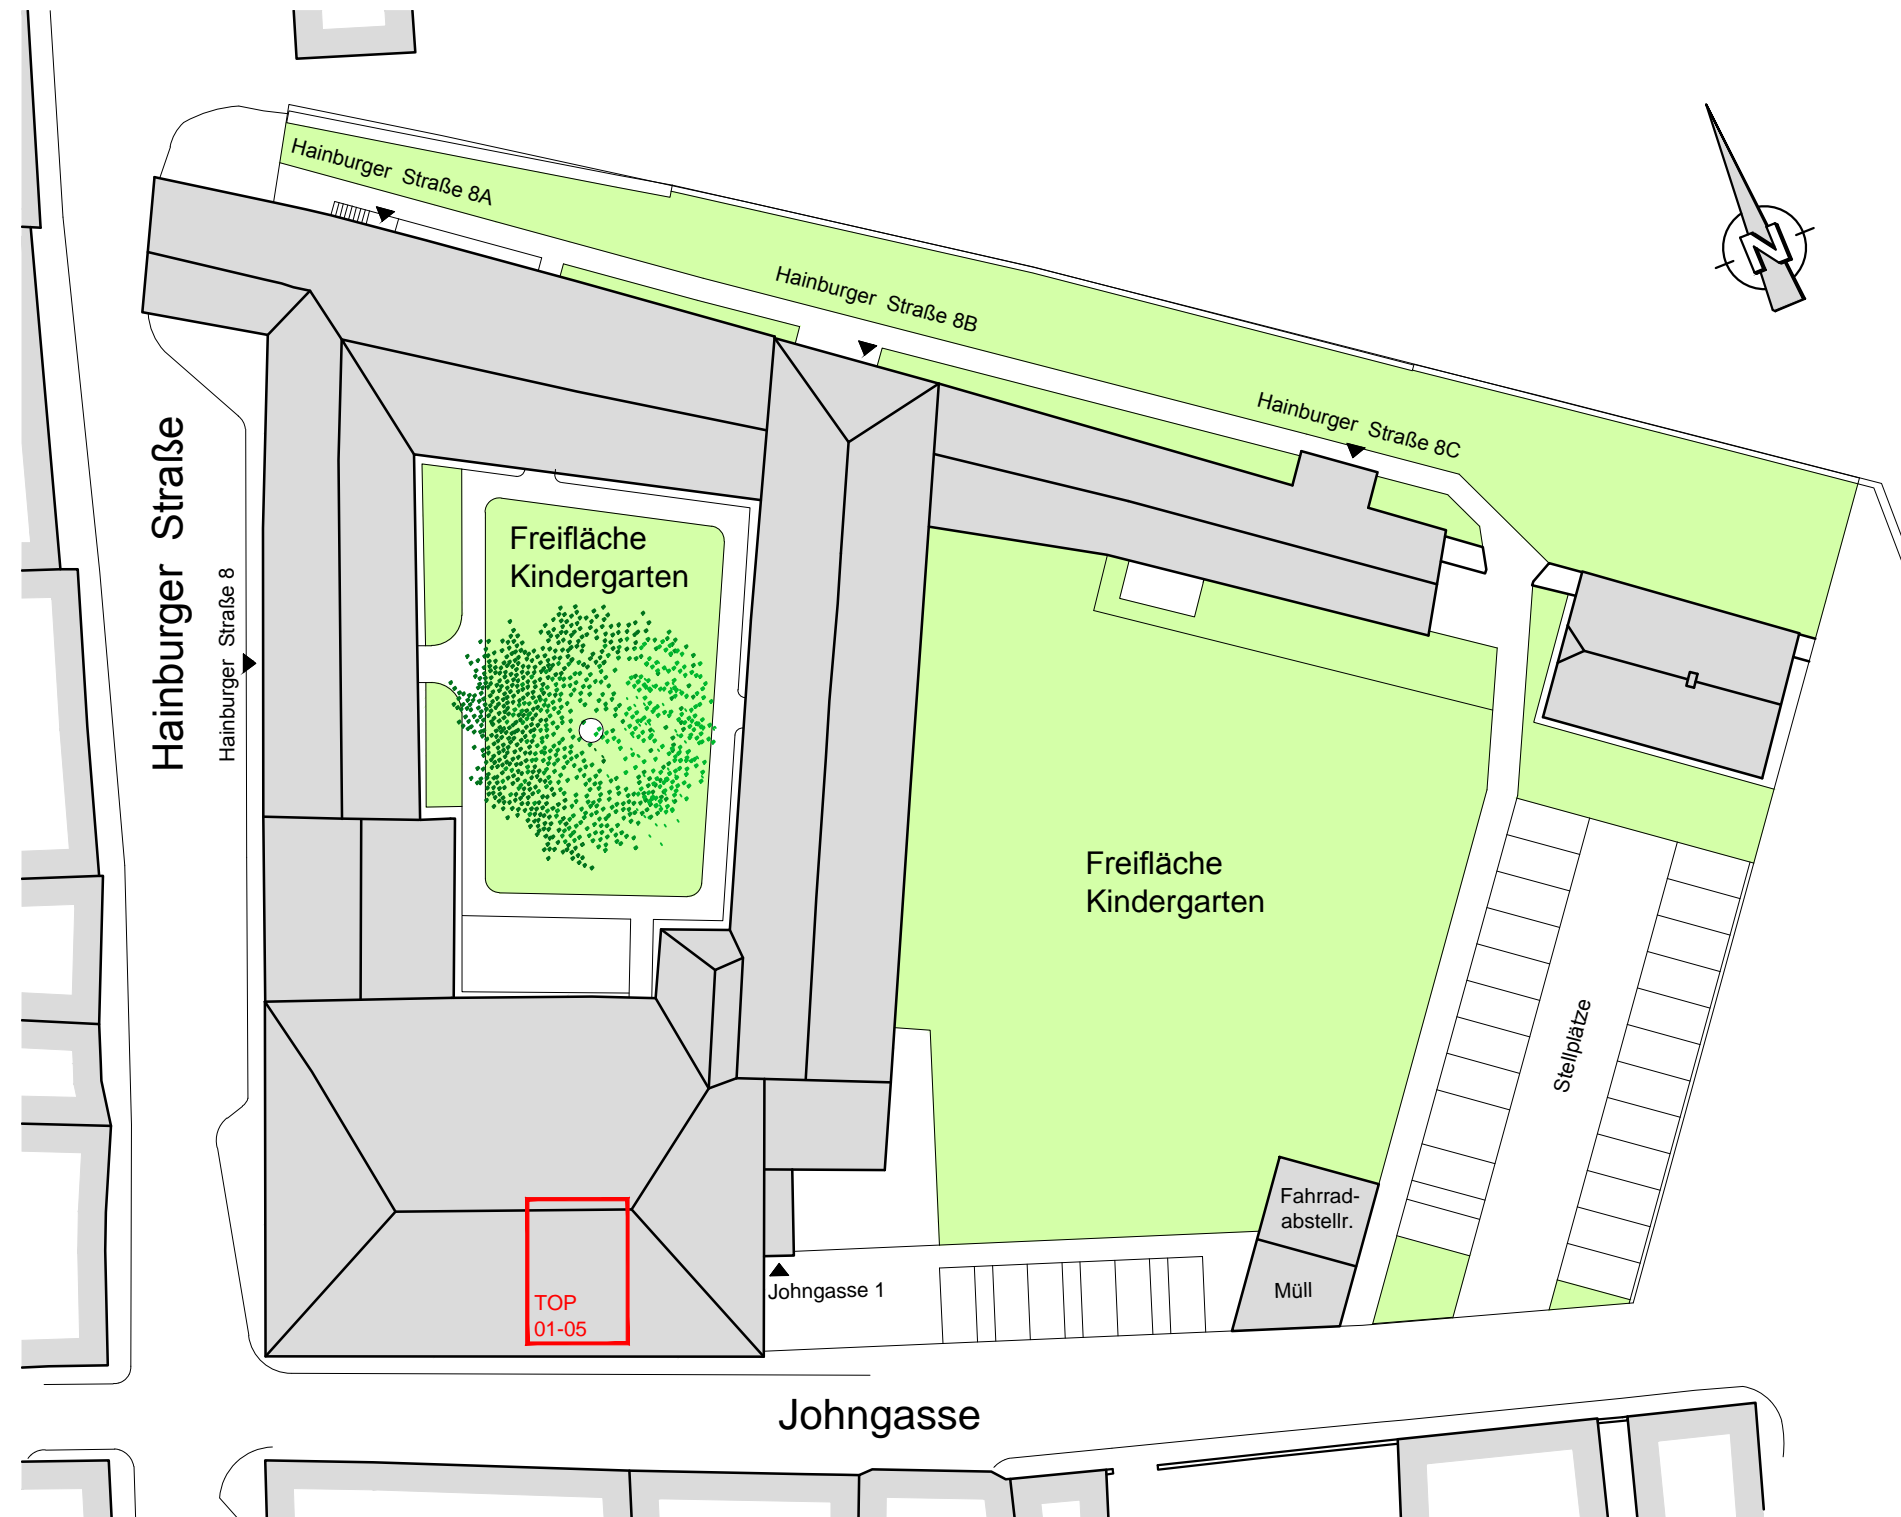 Hainburger Straße 8A
Hainburger Straße 8B
N
Hainburger Straße 8C
Hainburger Straße
Hainburger Straße 8
Freifläche
Kindergarten
Freifläche
Kindergarten
Stellplätze
Fahrrad-
abstellr.
Müll
TOP
01-05
Johngasse 1
Johngasse